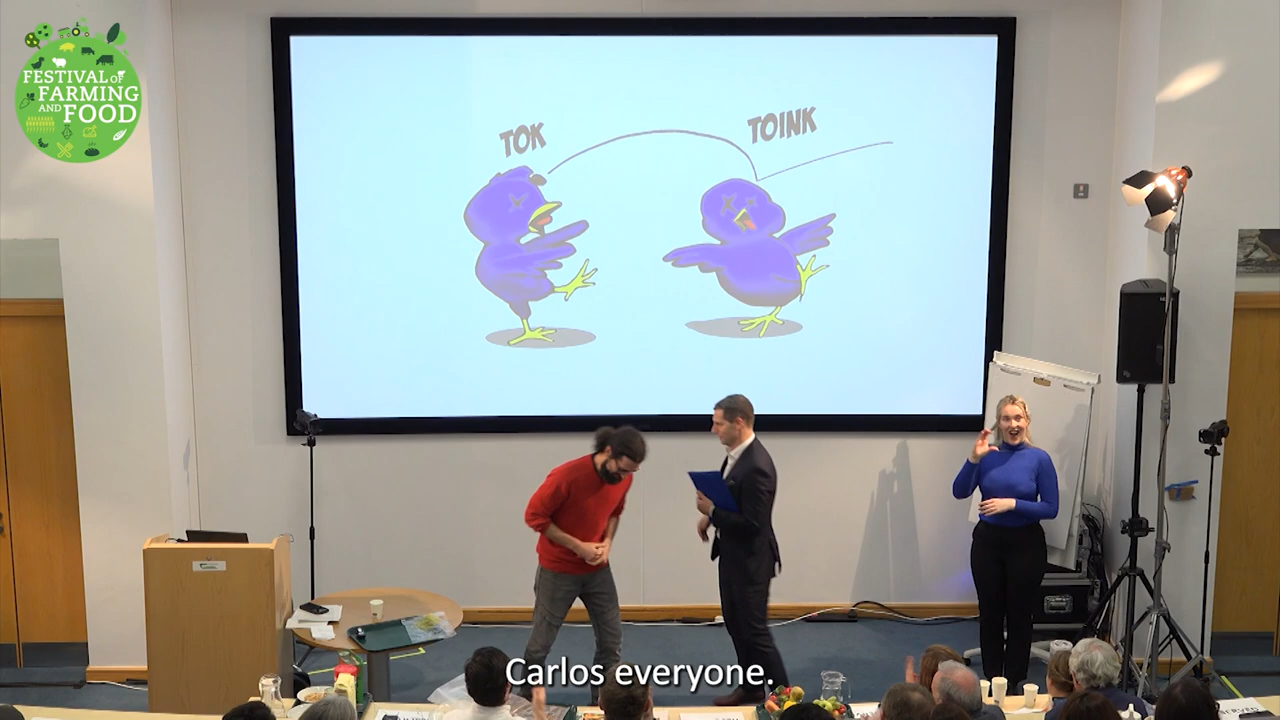 FESTIVAL OF
FARMING
AND FOOD
TOK
TOINK
Carlos everyone.